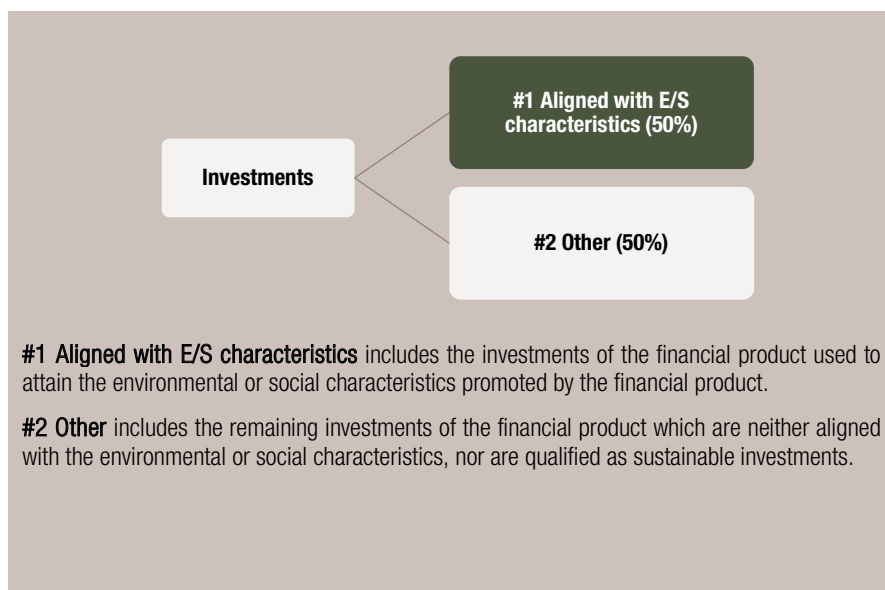 #1 Aligned with E/S
characteristics (50%)
Investments
#2 Other (50%)
#1 Aligned with E/S characteristics includes the investments of the financial product used to
attain the environmental or social characteristics promoted by the financial product.
#2 Other includes the remaining investments of the financial product which are neither aligned
with the environmental or social characteristics, nor are qualified as sustainable investments.